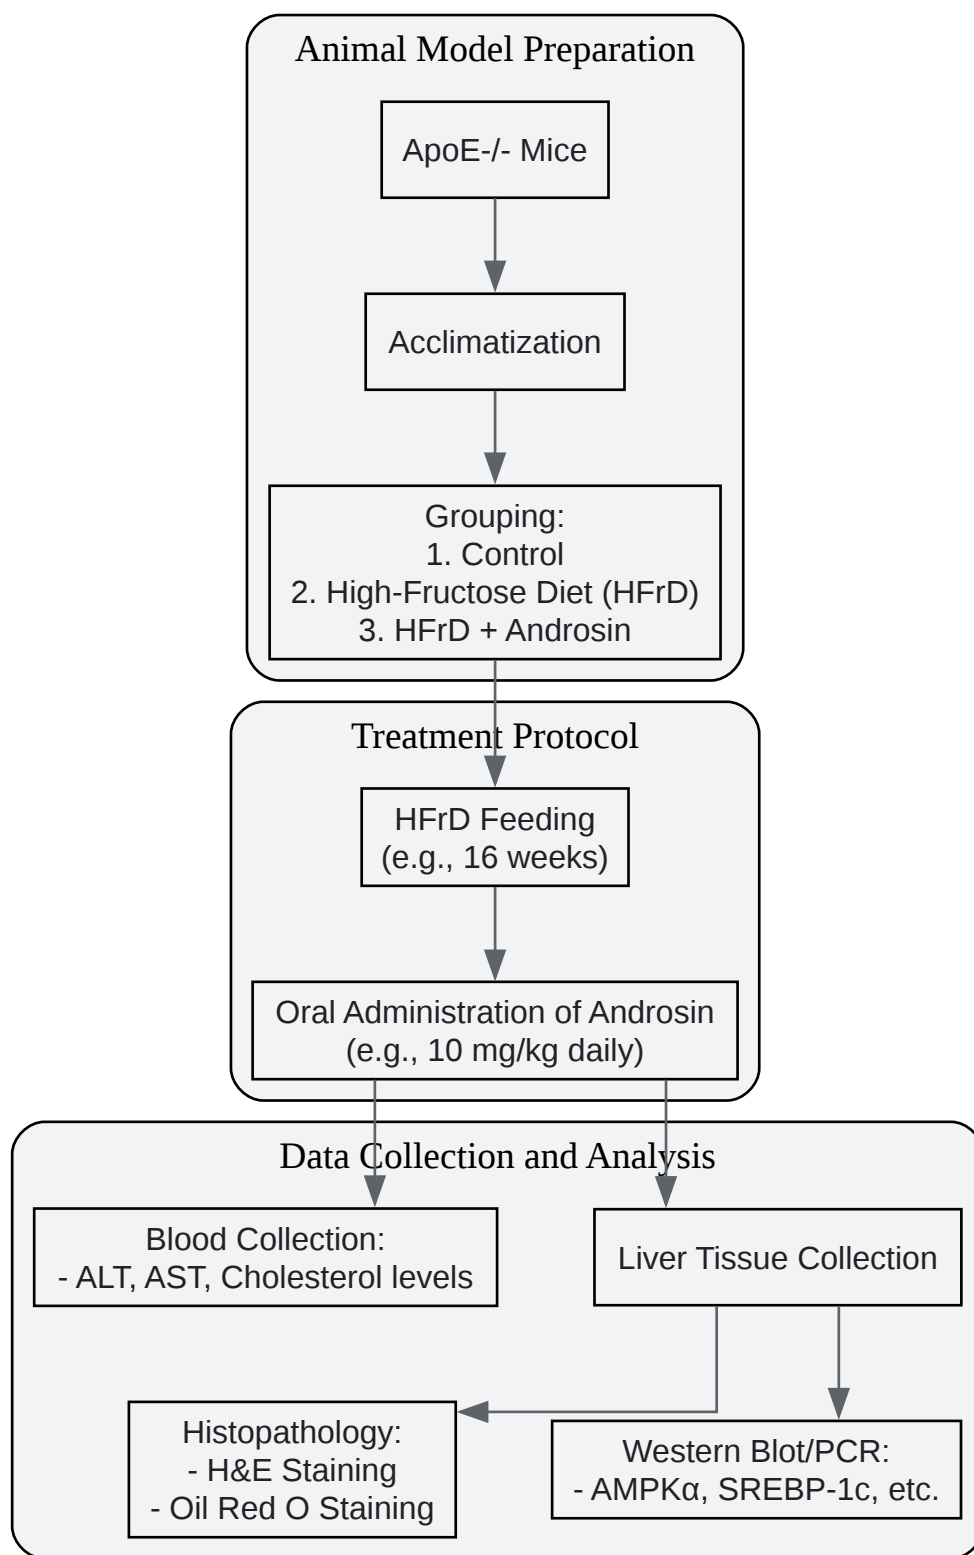 Animal Model Preparation
ApoE-/- Mice
Acclimatization
Grouping:
1. Control
2. High-Fructose Diet (HFrD)
3. HFrD + Androsin
Treatment Protocol
HFrD Feeding
(e.g., 16 weeks)
Oral Administration of Androsin
(e.g., 10 mg/kg daily)
Data Collection and Analysis
Blood Collection:
- ALT, AST, Cholesterol levels
Liver Tissue Collection
Histopathology:
- H&E Staining
- Oil Red O Staining
Western Blot/PCR:
- AMPKα, SREBP-1c, etc.